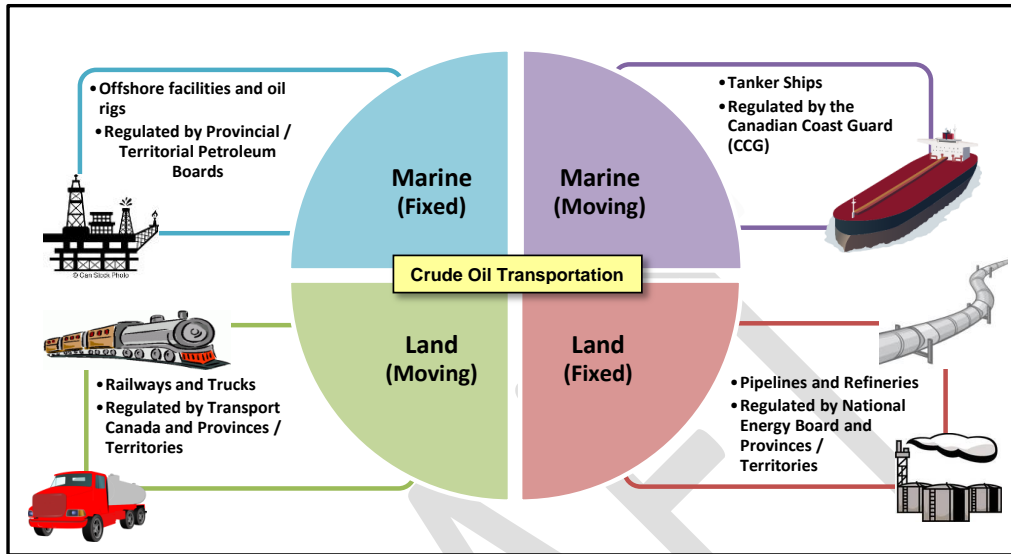 • Offshore facilities and oil
rigs
• Regulated by Provincial /
Territorial Petroleum
Boards
© Can Stock Photo
Marine
(Fixed)
Marine
(Moving)
• Tanker Ships
• Regulated by the
Canadian Coast Guard
(CCG)
Crude Oil Transportation
• Railways and Trucks
• Regulated by Transport
Canada and Provinces /
Territories
Land
(Moving)
Land
(Fixed)
• Pipelines and Refineries
• Regulated by National
Energy Board and
Provinces /
Territories